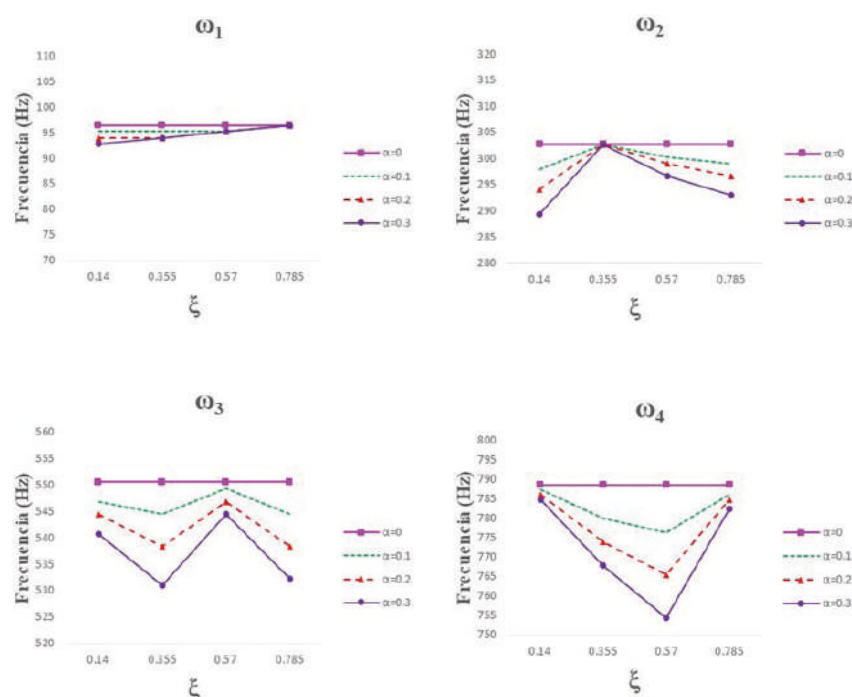 ω1
Frecuencia (Hz)
110
105
100
95
90
85
80
75
70
0.14 0.355 0.57 0.785
ξ
α=0
α=0.1
α=0.2
α=0.3
ω2
Frecuencia (Hz)
320
315
310
305
300
295
290
285
280
0.14 0.355 0.57 0.785
ξ
α=0
α=0.1
α=0.2
α=0.3
ω3
Frecuencia (Hz)
560
555
550
545
540
535
530
525
520
0.14 0.355 0.57 0.785
ξ
α=0
α=0.1
α=0.2
α=0.3
ω4
Frecuencia (Hz)
800
795
790
785
780
775
770
765
760
755
750
0.14 0.355 0.57 0.785
ξ
α=0
α=0.1
α=0.2
α=0.3